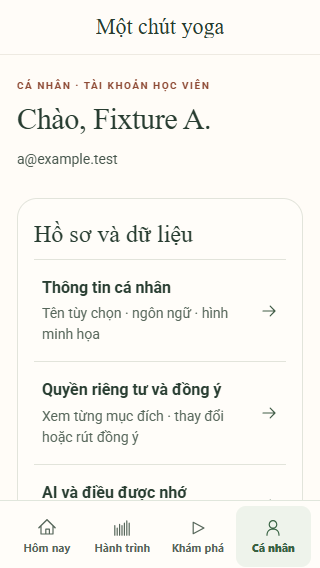 Một chút yoga
CÁ NHÂN · TÀI KHOẢN HỌC VIÊN
Chào, Fixture A.
a@example.test
Hồ sơ và dữ liệu
Thông tin cá nhân
Tên tùy chọn · ngôn ngữ · hình
minh họa
Quyền riêng tư và đồng ý
Xem từng mục đích · thay đổi
hoặc rút đồng ý
AI và điều được nhớ
Hôm nay
Hành trình
Khám phá
Cá nhân